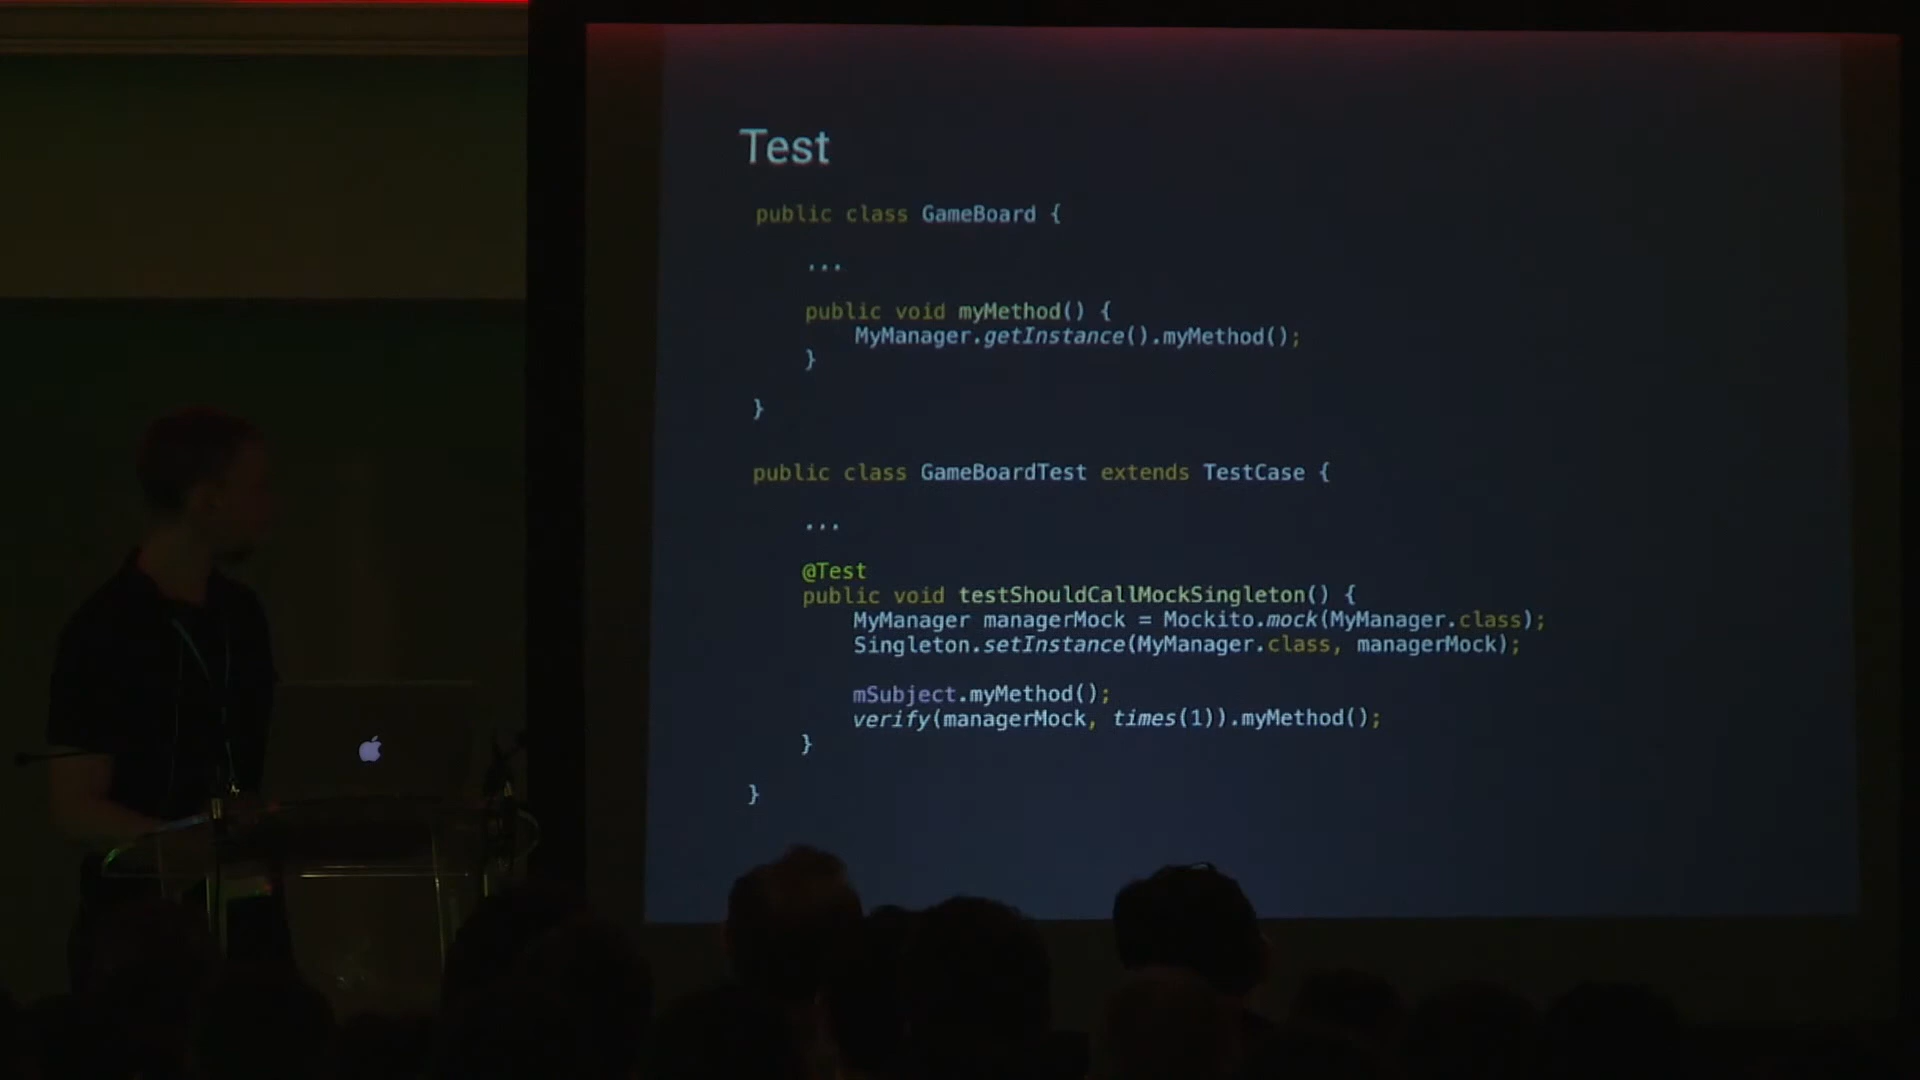 Test
public class GameBoard {
...
public void myMethod() {
MyManager.getInstance().myMethod();
}
}
public class GameBoardTest extends TestCase {
...
@Test
public void testShouldCallMockSingleton() {
MyManager managerMock = Mockito.mock(MyManager.class);
Singleton.setInstance(MyManager.class, managerMock);
mSubject.myMethod();
verify(managerMock, times(1)).myMethod();
}
}